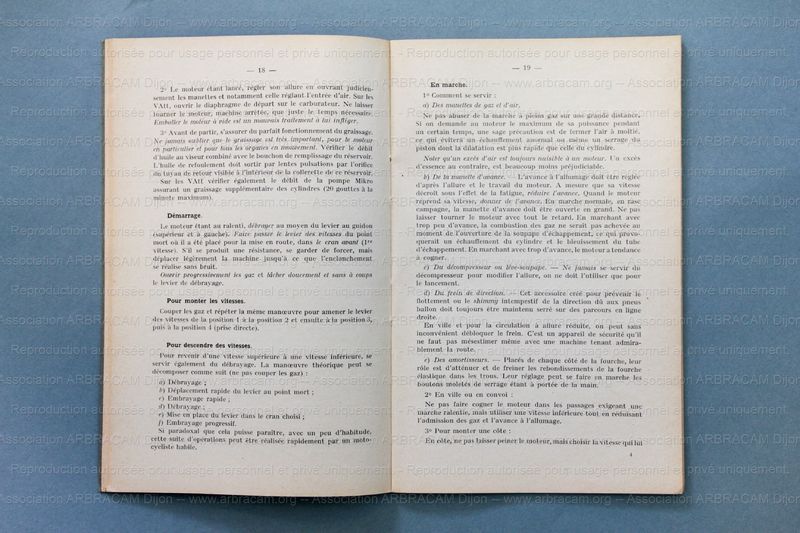 — 18 —
2º Le moteur étant lancé, régler son allure en ouvrant judicieu-
sement les manettes et notamment celle réglant l'entrée d'air. Sur les
VAtt, ouvrir le diaphragme de départ sur le carburateur. Ne laisser
tourner le moteur, machine arrêtée, que juste le temps nécessaire.
Emballer le moteur à vide est un mauvais traitement à lui infliger.
3º Avant de partir, s'assurer du parfait fonctionnement du graissage.
Ne jamais oublier que le graissage est très important, pour le moteur
en particulier et pour tous les organes en mouvement. Vérifier le débit
d'huile au viseur combiné avec le bouchon de remplissage du réservoir.
L'huile de refoulement doit sortir par lentes pulsations par l'orifice
du tuyau de retour visible à l'intérieur de la collerette de ce réservoir.
Sur les VAtt vérifier également le débit de la pompe Mikro
assurant un graissage supplémentaire des cylindres (20 gouttes à la
minute maximum).
Démarrage.
Le moteur (étant au ralenti), débrayer au moyen du levier au guidon
(supérieur et à gauche). Faire passer le levier des vitesses du point
mort où il a été placé pour la mise en route, dans le cran avant (1re
vitesse). S'il se produit une résistance, se garder de forcer, mais
déplacer légèrement la machine jusqu'à ce que l'enclanchement
se réalise sans bruit.
Ouvrir progressivement les gaz et lâcher doucement et sans à coups
le levier de débrayage.
Pour monter les vitesses.
Couper les gaz et répéter la même manœuvre pour amener le levier
des vitesses de la position 1 à la position 2 et ensuite à la position 3,
puis à la position 4 (prise directe).
Pour descendre des vitesses.
Pour revenir d'une vitesse supérieure à une vitesse inférieure, se
servir également du débrayage. La manœuvre théorique peut se
décomposer comme suit (ne pas couper les gaz) :
a) Débrayage ;
b) Déplacement rapide du levier au point mort ;
c) Embrayage rapide ;
d) Débrayage ;
e) Mise en place du levier dans le cran choisi ;
f) Embrayage progressif.
Si paradoxal que cela puisse paraître, avec un peu d'habitude,
cette suite d'opérations peut être réalisée rapidement par un moto-
cycliste habile.
— 19 —
En marche.
1º Comment se servir :
a) Des manettes de gaz et d'air.
Ne pas abuser de la marche à pleins gaz sur une grande distance.
Si on demande au moteur le maximum de sa puissance pendant
un certain temps, une sage précaution est de fermer l'air à moitié,
ce qui évitera un échauffement anormal ou même un serrage du
piston dont la dilatation est plus rapide que celle du cylindre.
Noter qu'un excès d'air est toujours nuisible à un moteur. Un excès
d'essence au contraire, est beaucoup moins préjudiciable.
b) De la manette d'avance. — L'avance à l'allumage doit être réglée
d'après l'allure et le travail du moteur. A mesure que sa vitesse
décroît sous l'effet de la fatigue, réduire l'avance. Quand le moteur
reprend sa vitesse, donner de l'avance. En marche normale, en rase
campagne, la manette d'avance doit être ouverte en grand. Ne pas
laisser tourner le moteur avec tout le retard. En marchant avec
trop peu d'avance, la combustion des gaz ne serait pas achevée au
moment de l'ouverture de la soupape d'échappement, ce qui provo-
querait un échauffement du cylindre et le bleuissement du tube
d'échappement. En marchant avec trop d'avance, le moteur a tendance
à cogner.
c) Du décompresseur ou lève-soupape. — Ne jamais se servir du
décompresseur pour modifier l'allure, on ne doit l'utiliser que pour
le lancement.
d) Du frein de direction. — Cet accessoire créé pour prévenir le
flottement ou le shimmy intempestif de la direction dû aux pneus
ballon doit toujours être maintenu serré sur des parcours en ligne
droite.
En ville et pour la circulation à allure réduite, on peut sans
inconvénient débloquer le frein. C'est un appareil de sécurité qu'il
ne faut pas mésestimer même avec une machine tenant admira-
blement la route.
e) Des amortisseurs. — Placés de chaque côté de la fourche, leur
rôle est d'atténuer et de freiner les rebondissements de la fourche
élastique dans les trous. Leur réglage peut se faire en marche les
boutons moletés de serrage étant à portée de la main.
2º En ville ou en convoi :
Ne pas faire cogner le moteur dans les passages exigeant une
marche ralentie, mais utiliser une vitesse inférieure tout en réduisant
l'admission des gaz et l'avance à l'allumage.
3º Pour monter une côte :
En côte, ne pas laisser peiner le moteur, mais choisir la vitesse qui lui
4
Reproduction autorisée pour usage personnel et privé uniquement.
Association ARBRACAM Dijon – www.arbracam.org